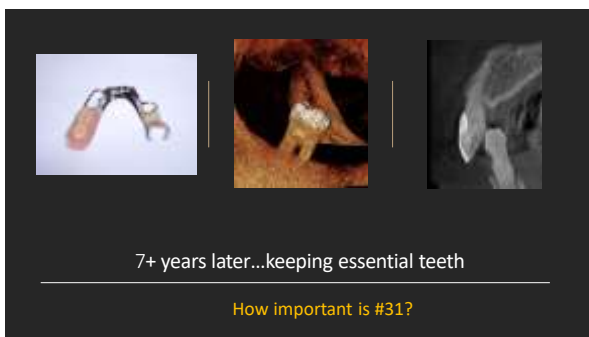 7+ years later...keeping essential teeth
How important is #31?